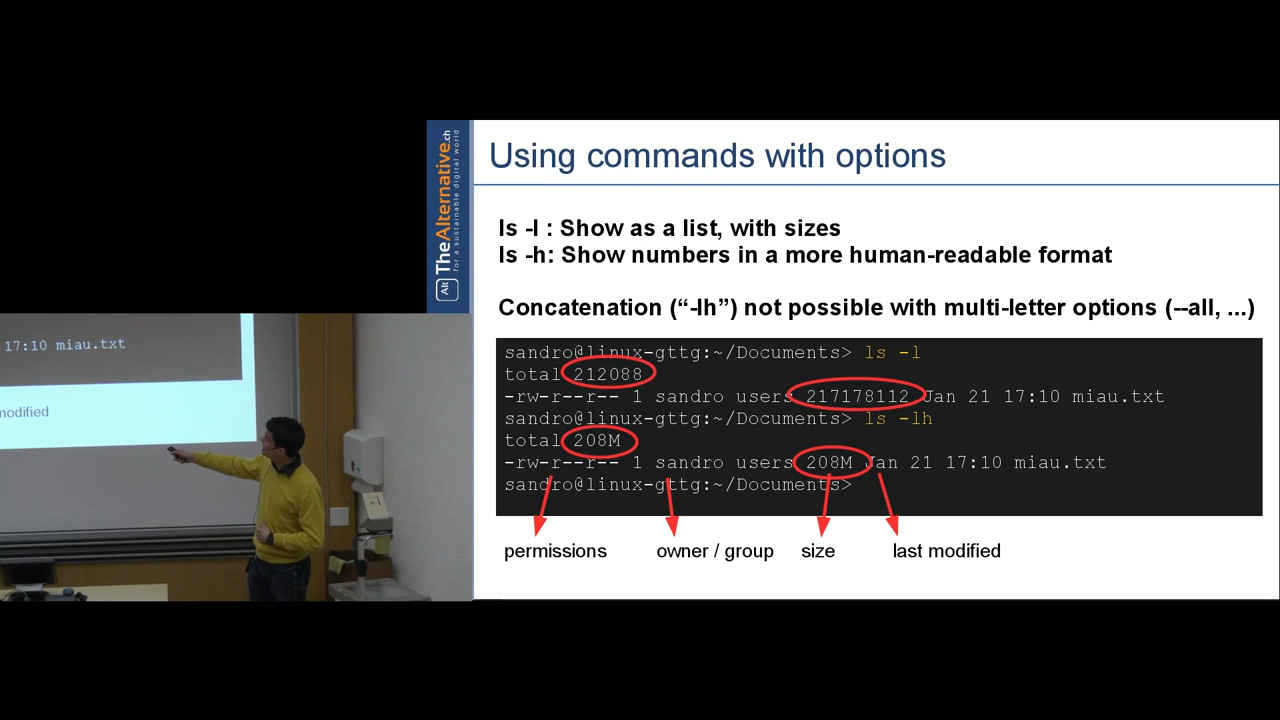 Using commands with options
ls -l : Show as a list, with sizes
ls -h: Show numbers in a more human-readable format
Concatenation (“-lh”) not possible with multi-letter options (--all, ...)
sandro@linux-gttg:~/Documents> ls -l
total 212088
-rw-r--r-- 1 sandro users 217178112 Jan 21 17:10 miau.txt
sandro@linux-gttg:~/Documents> ls -lh
total 208M
-rw-r--r-- 1 sandro users 208M Jan 21 17:10 miau.txt
sandro@linux-gttg:~/Documents>
permissions owner / group size last modified
Alt TheAlternative.ch
for a sustainable digital world
17:10 miau.txt
modified